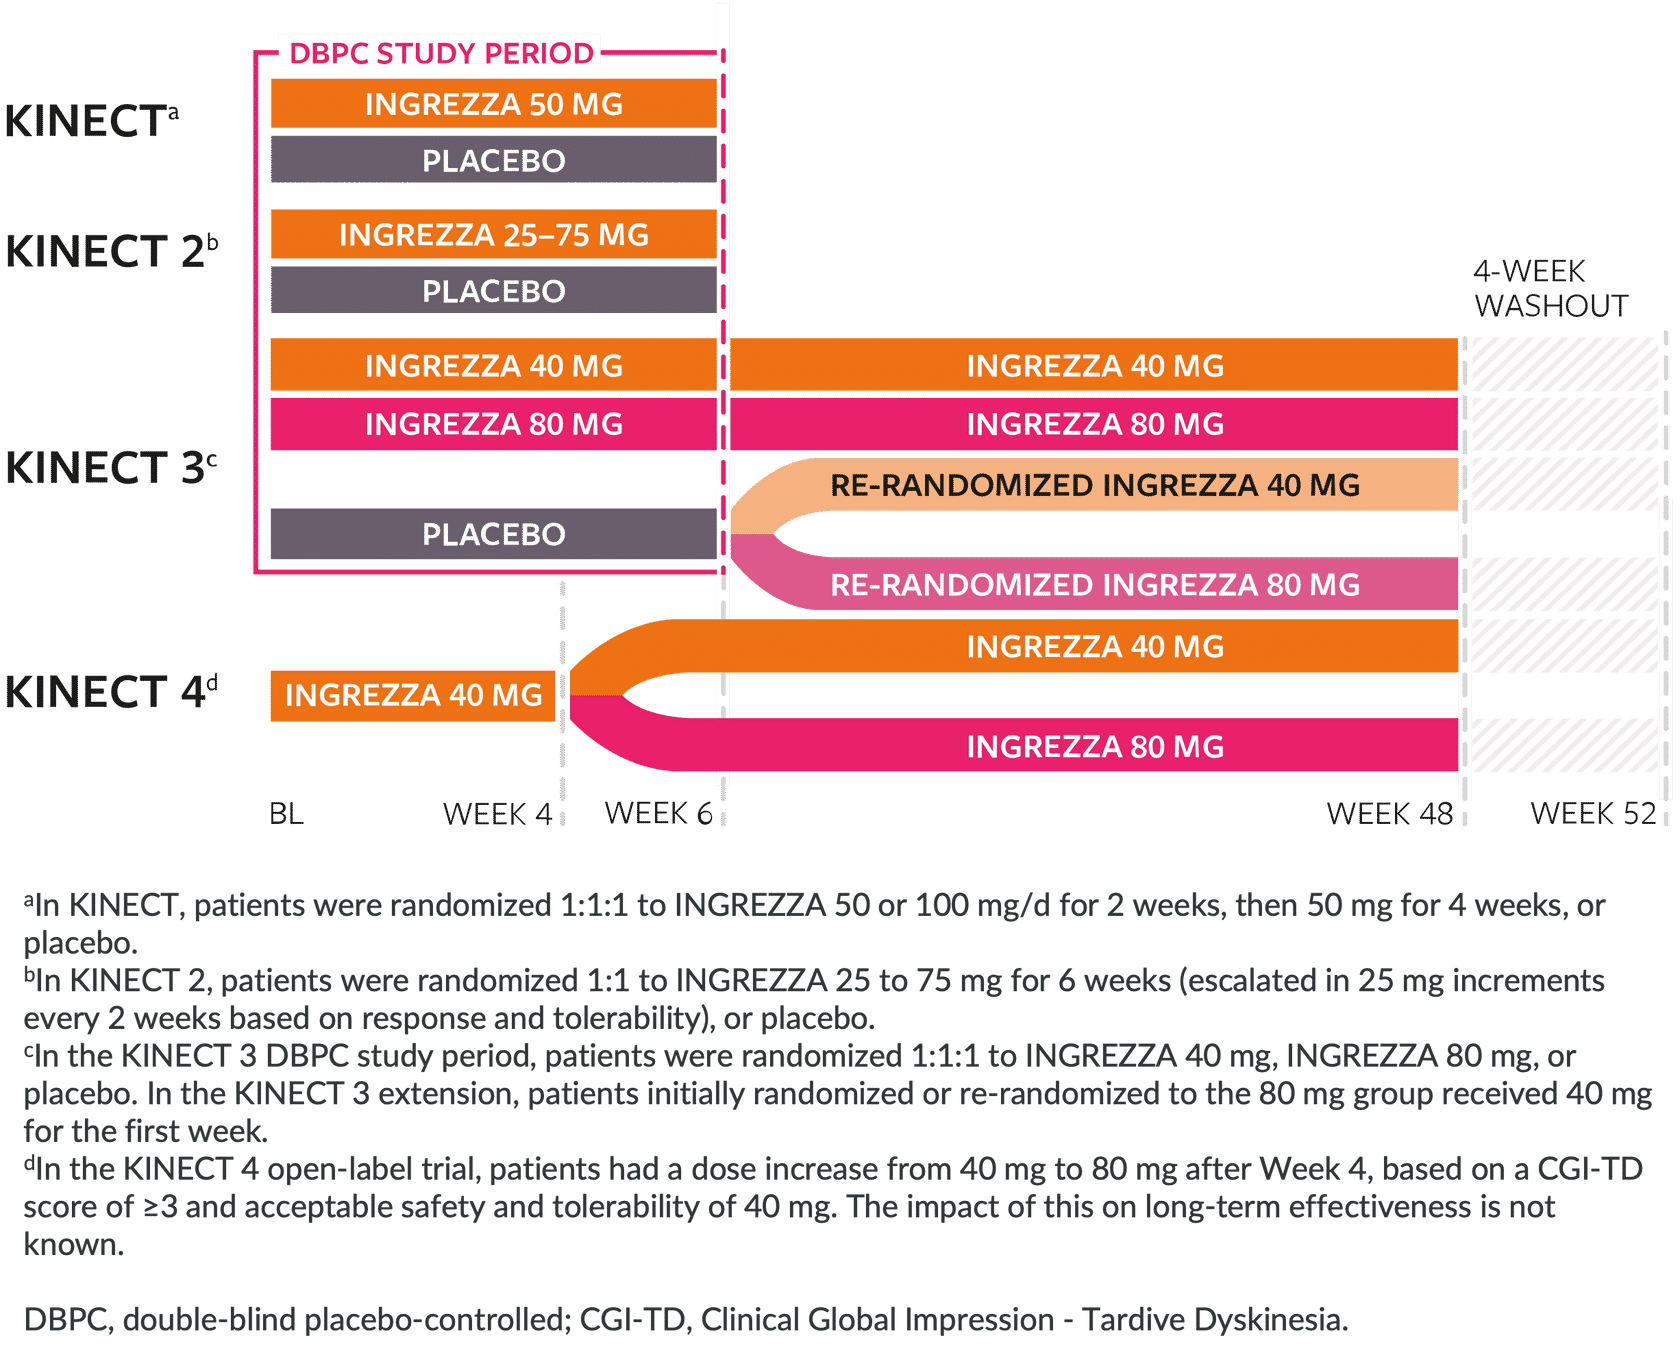 DBPC STUDY PERIOD
KINECTa
INGREZZA 50 MG
PLACEBO
KINECT 2b
INGREZZA 25–75 MG
PLACEBO
4-WEEK
WASHOUT
KINECT 3c
INGREZZA 40 MG
INGREZZA 40 MG
INGREZZA 80 MG
INGREZZA 80 MG
RE-RANDOMIZED INGREZZA 40 MG
PLACEBO
RE-RANDOMIZED INGREZZA 80 MG
KINECT 4d
INGREZZA 40 MG
INGREZZA 40 MG
INGREZZA 80 MG
BL
WEEK 4
WEEK 6
WEEK 48
WEEK 52
aIn KINECT, patients were randomized 1:1:1 to INGREZZA 50 or 100 mg/d for 2 weeks, then 50 mg for 4 weeks, or
placebo.
bIn KINECT 2, patients were randomized 1:1 to INGREZZA 25 to 75 mg for 6 weeks (escalated in 25 mg increments
every 2 weeks based on response and tolerability), or placebo.
cIn the KINECT 3 DBPC study period, patients were randomized 1:1:1 to INGREZZA 40 mg, INGREZZA 80 mg, or
placebo. In the KINECT 3 extension, patients initially randomized or re-randomized to the 80 mg group received 40 mg
for the first week.
dIn the KINECT 4 open-label trial, patients had a dose increase from 40 mg to 80 mg after Week 4, based on a CGI-TD
score of ≥3 and acceptable safety and tolerability of 40 mg. The impact of this on long-term effectiveness is not
known.
DBPC, double-blind placebo-controlled; CGI-TD, Clinical Global Impression - Tardive Dyskinesia.